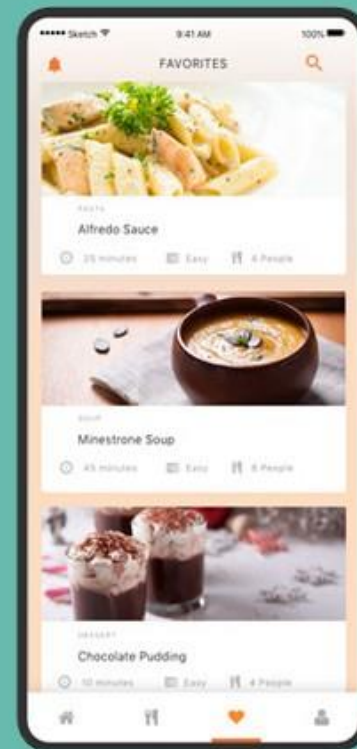 Sketch 9:41 AM 100%
FAVORITES
PASTA
Alfredo Sauce
25 minutes Easy 4 People
SOUP
Minestrone Soup
45 minutes Easy 6 People
DESSERT
Chocolate Pudding
10 minutes Easy 4 People